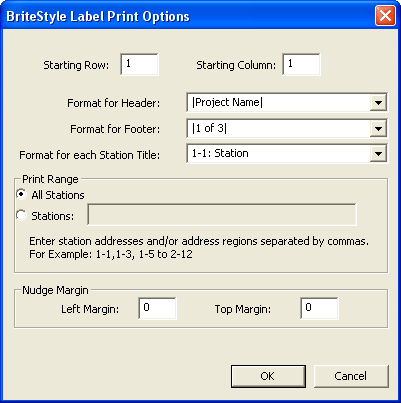 BriteStyle Label Print Options
Starting Row: 1 Starting Column: 1
Format for Header: |Project Name|
Format for Footer: |1 of 3|
Format for each Station Title: 1-1: Station
Print Range
All Stations
Stations:
Enter station addresses and/or address regions separated by commas.
For Example: 1-1,1-3, 1-5 to 2-12
Nudge Margin
Left Margin: 0 Top Margin: 0
OK Cancel